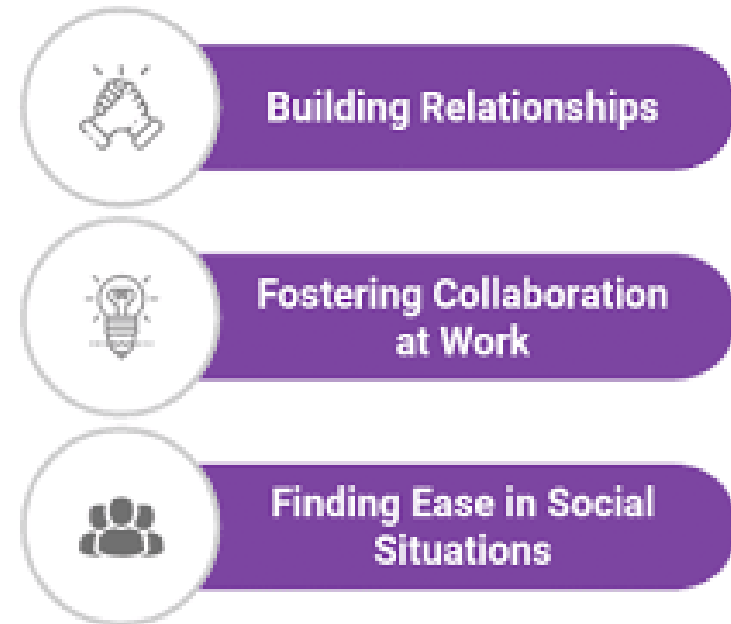 Building Relationships
Fostering Collaboration
at Work
Finding Ease in Social
Situations